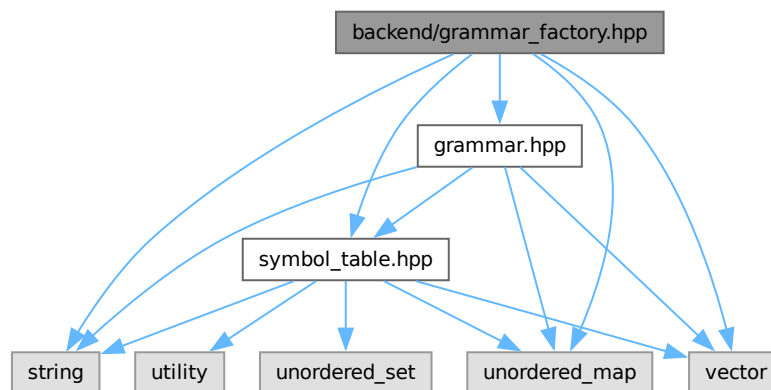 backend/grammar_factory.hpp
grammar.hpp
symbol_table.hpp
string
utility
unordered_set
unordered_map
vector